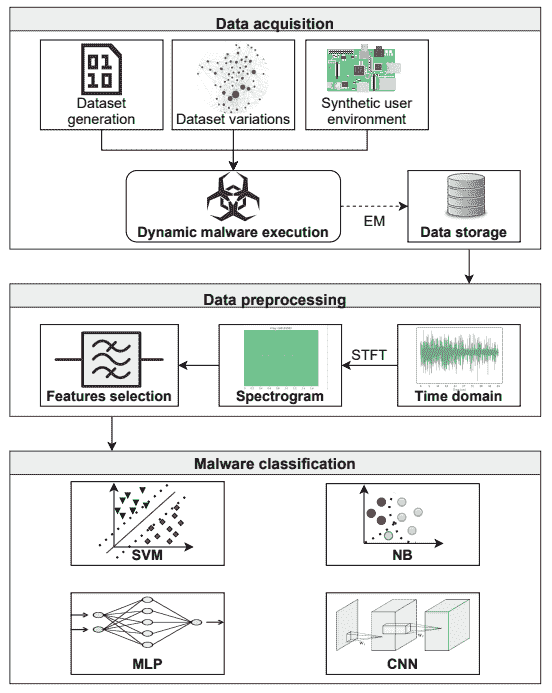 Data acquisition
01
10
Dataset
generation
Dataset variations
Synthetic user
environment
Dynamic malware execution
EM
Data storage
Data preprocessing
STFT
Features selection
Spectrogram
Time domain
Malware classification
SVM
NB
MLP
CNN